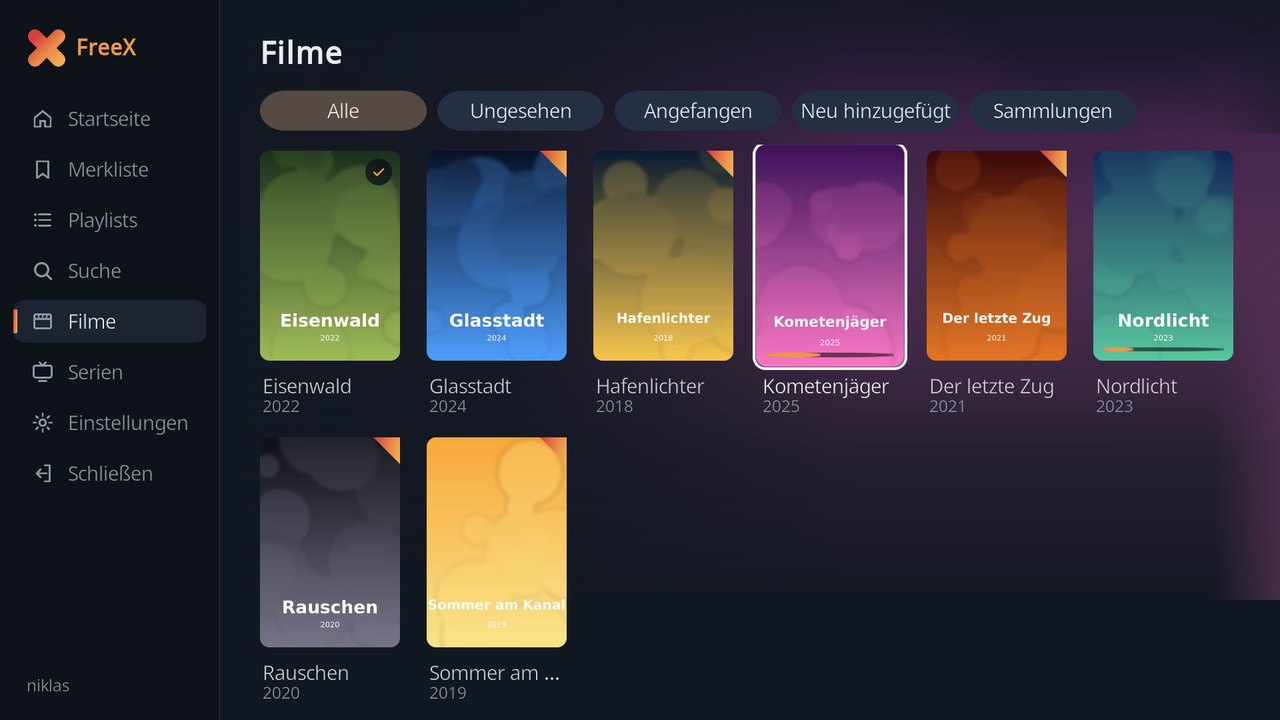 FreeX
Startseite
Merkliste
Playlists
Suche
Filme
Serien
Einstellungen
Schließen
niklas
Filme
Alle
Ungesehen
Angefangen
Neu hinzugefügt
Sammlungen
Eisenwald
2022
Glasstadt
2024
Hafenlichter
2018
Kometenjäger
2025
Der letzte Zug
2021
Nordlicht
2023
Eisenwald
2022
Glasstadt
2024
Hafenlichter
2018
Kometenjäger
2025
Der letzte Zug
2021
Nordlicht
2023
Rauschen
2020
Sommer am Kanal
2019
Rauschen
2020
Sommer am ...
2019